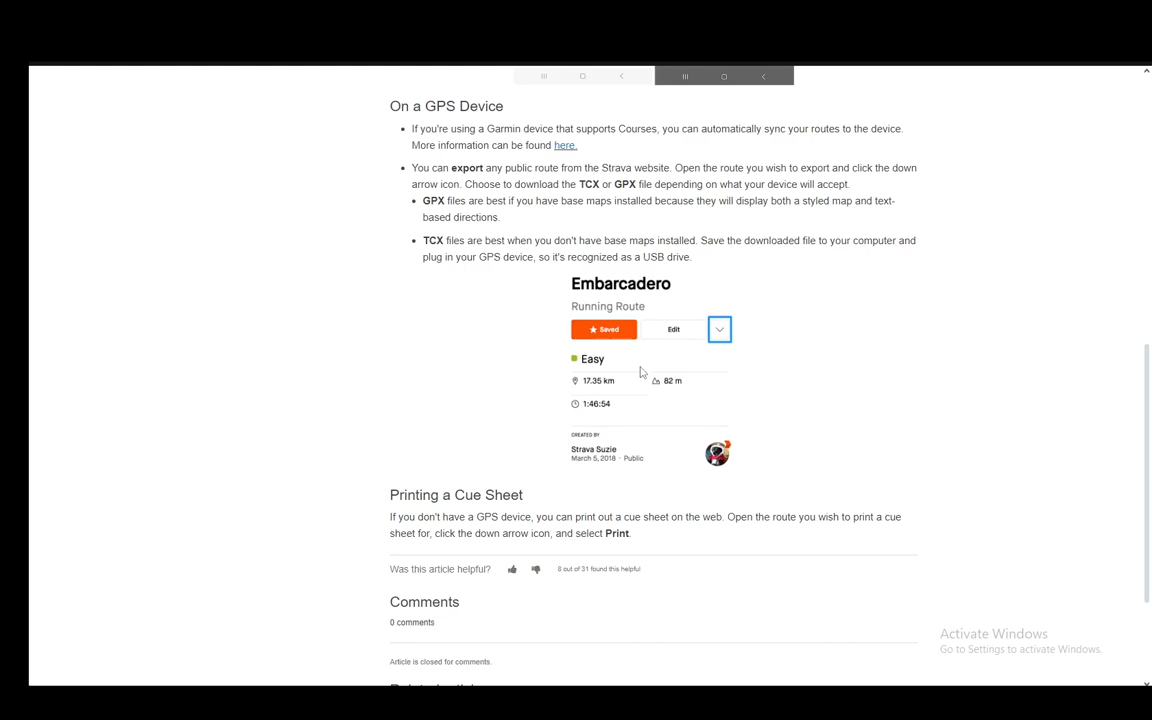 On a GPS Device
If you're using a Garmin device that supports Courses, you can automatically sync your routes to the device.
More information can be found here.
You can export any public route from the Strava website. Open the route you wish to export and click the down
arrow icon. Choose to download the TCX or GPX file depending on what your device will accept.
GPX files are best if you have base maps installed because they will display both a styled map and text-
based directions.
TCX files are best when you don't have base maps installed. Save the downloaded file to your computer and
plug in your GPS device, so it's recognized as a USB drive.
Embarcadero
Running Route
Saved Edit
Easy
17.35 km 82 m
1:46:54
CREATED BY
Strava Suzie
March 5, 2018 · Public
Printing a Cue Sheet
If you don't have a GPS device, you can print out a cue sheet on the web. Open the route you wish to print a cue
sheet for, click the down arrow icon, and select Print.
Was this article helpful? 8 out of 31 found this helpful
Comments
0 comments
Activate Windows
Go to Settings to activate Windows.
Article is closed for comments.